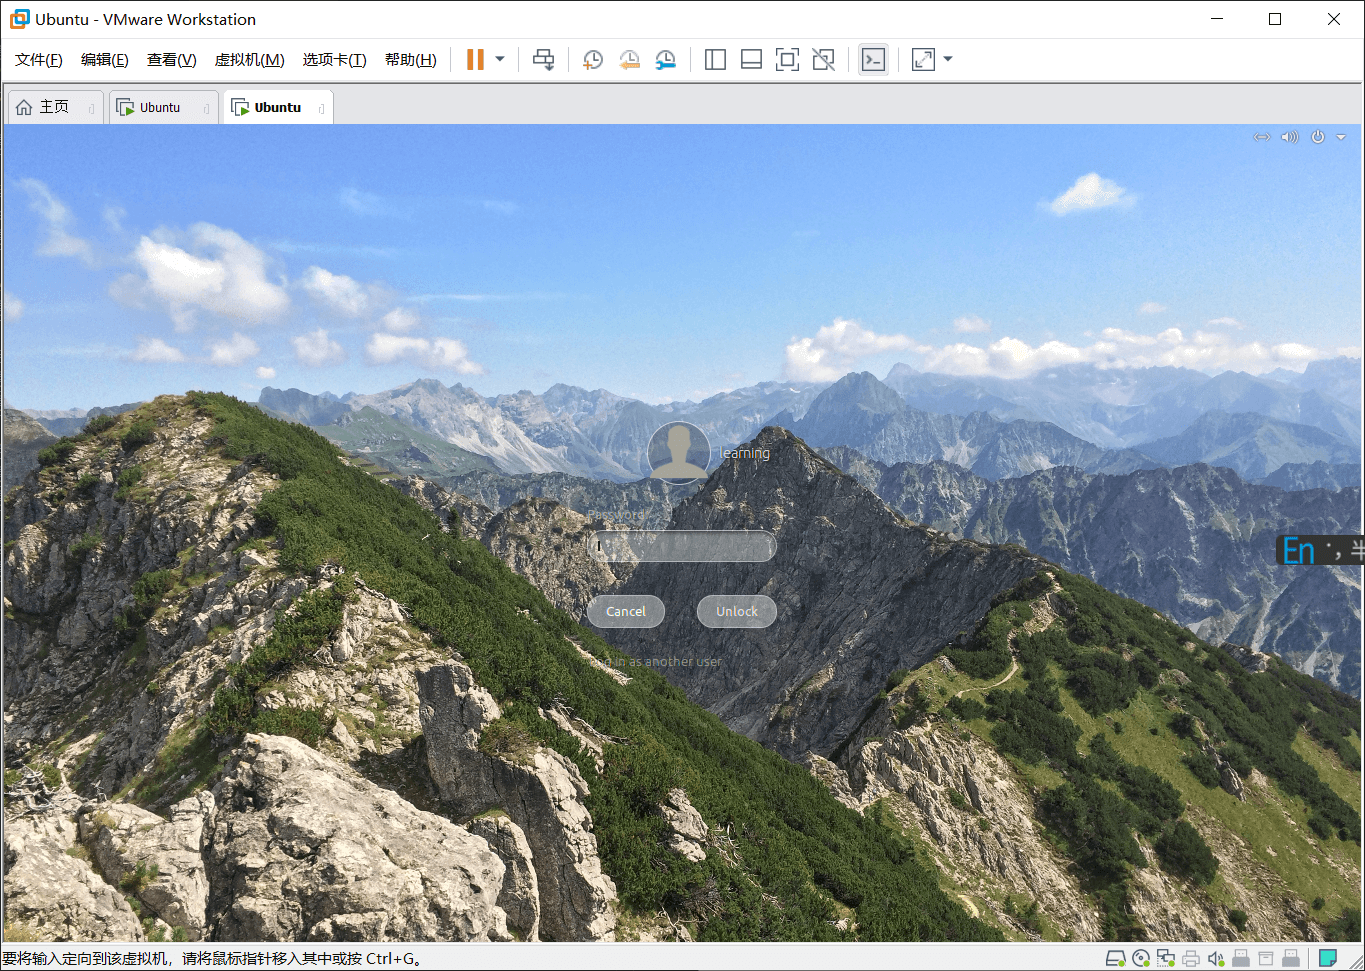 Ubuntu - VMware Workstation
文件(F) 编辑(E) 查看(V) 虚拟机(M) 选项卡(T) 帮助(H)
主页 Ubuntu Ubuntu
learning
Password:
Cancel Unlock
Log in as another user
En 半
要将输入定向到该虚拟机，请将鼠标指针移入其中或按 Ctrl+G。